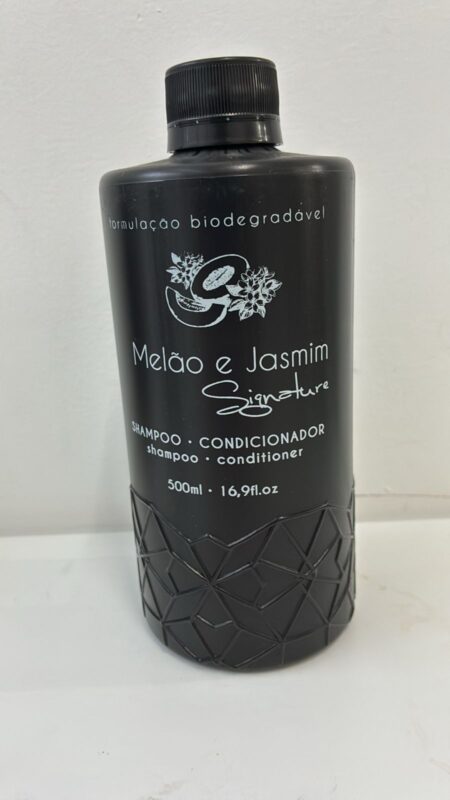 formulação biodegradável
Melão e Jasmim
Signature
SHAMPOO · CONDICIONADOR
shampoo · conditioner
500ml · 16,9fl.oz